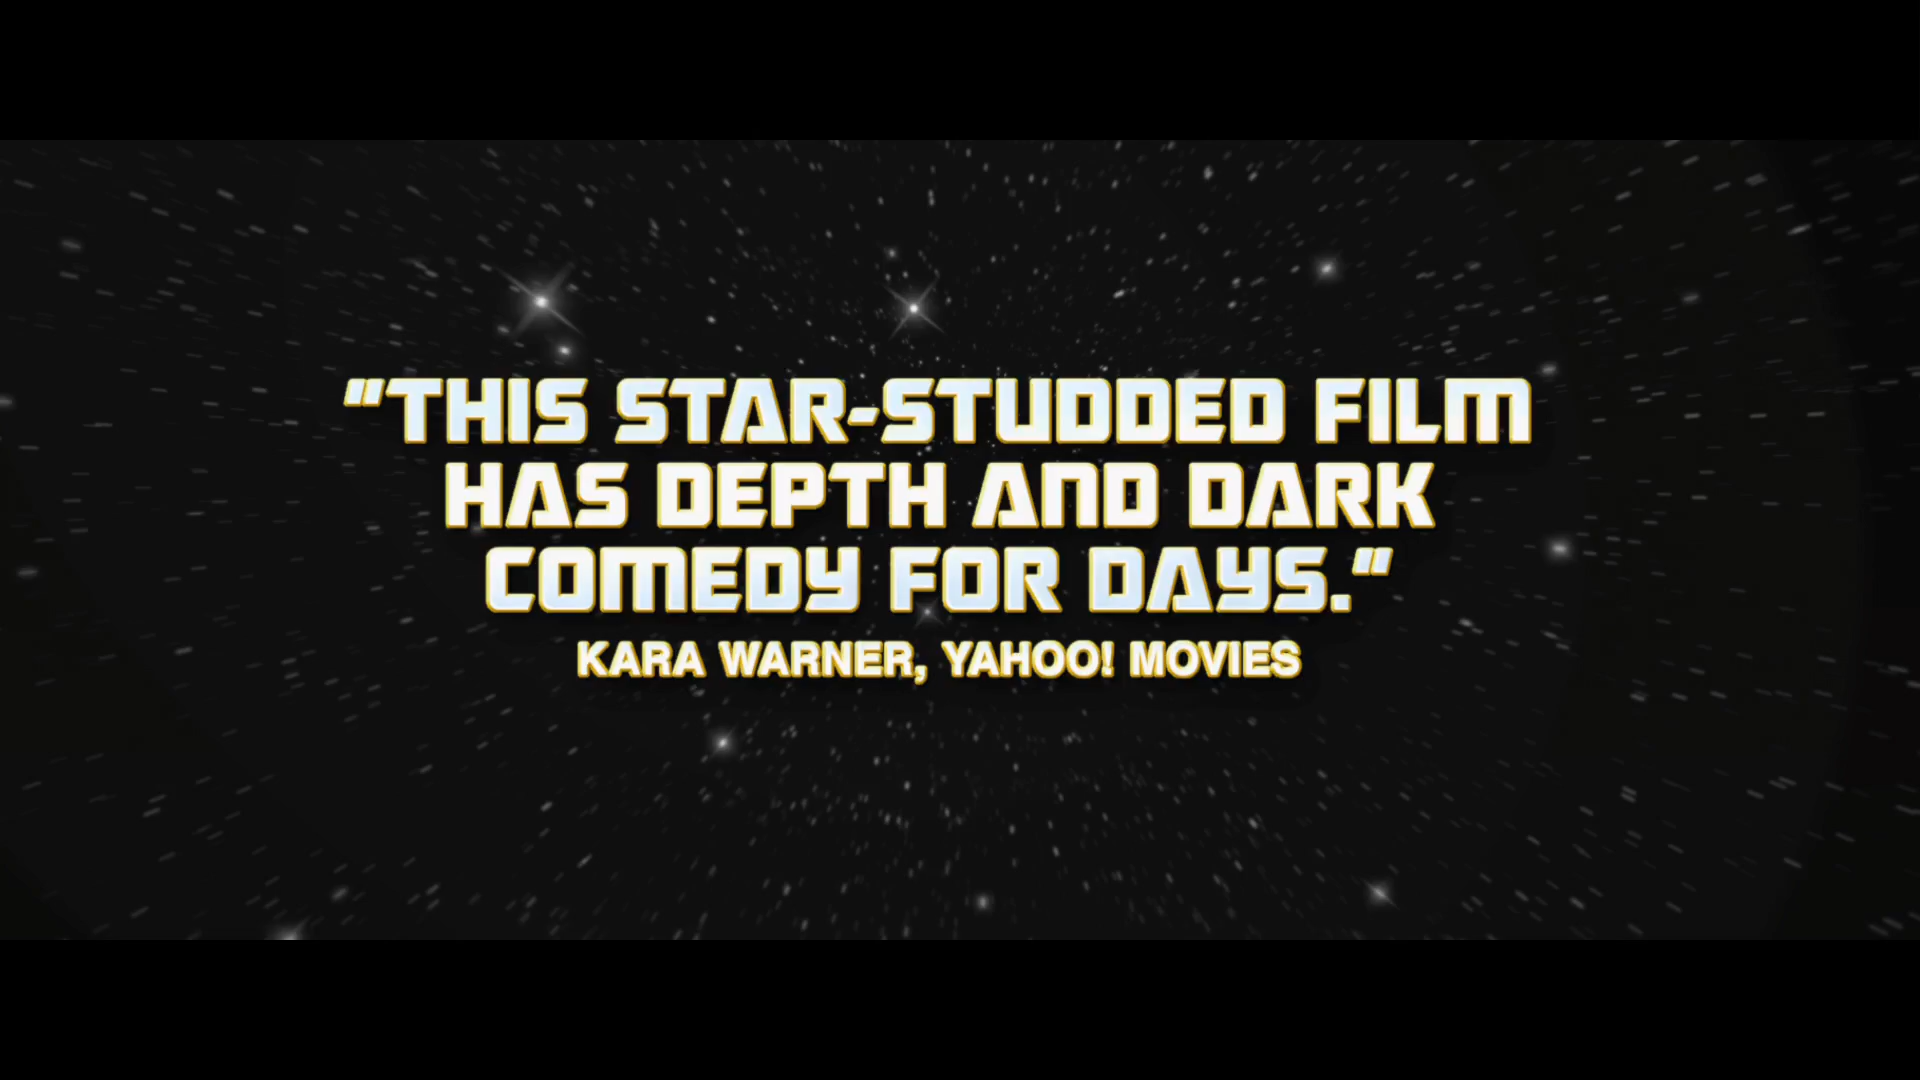 "THIS STAR-STUDDED FILM
HAS DEPTH AND DARK
COMEDY FOR DAYS."
KARA WARNER, YAHOO! MOVIES